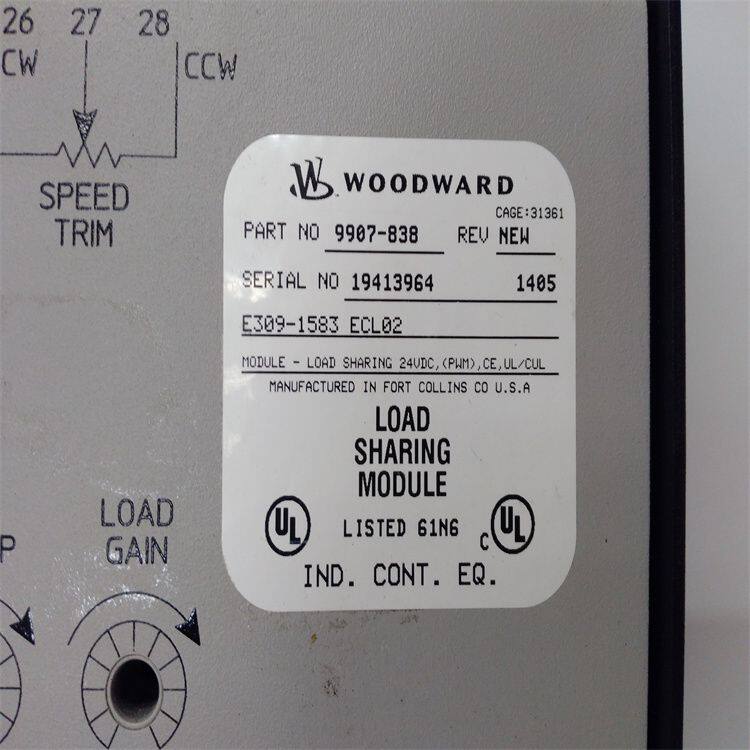 26 27 28
CW CCW
SPEED
TRIM
WOODWARD
CAGE:31361
PART NO 9907-838 REV NEW
SERIAL NO 19413964 1405
E309-1583 ECL02
MODULE - LOAD SHARING 24VDC,(PWM),CE,UL/CUL
MANUFACTURED IN FORT COLLINS CO U.S.A
LOAD
SHARING
MODULE
UL LISTED 61N6 C UL
IND. CONT. EQ.
P
LOAD
GAIN